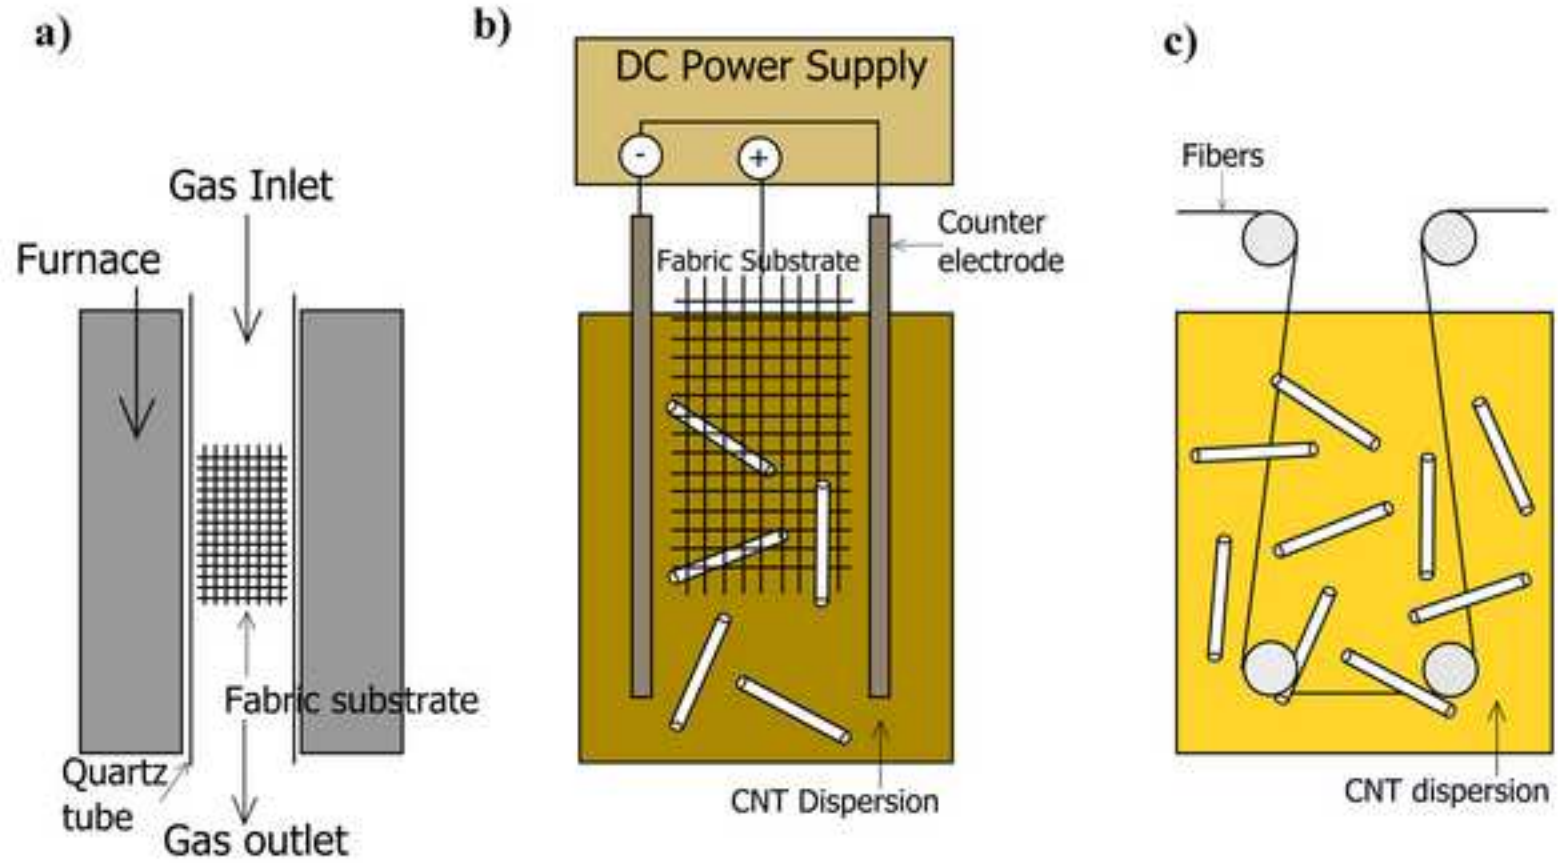 a)
Gas Inlet
Furnace
Fabric substrate
Quartz
tube
Gas outlet
b)
DC Power Supply
-
+
Counter
electrode
Fabric Substrate
CNT Dispersion
c)
Fibers
CNT dispersion